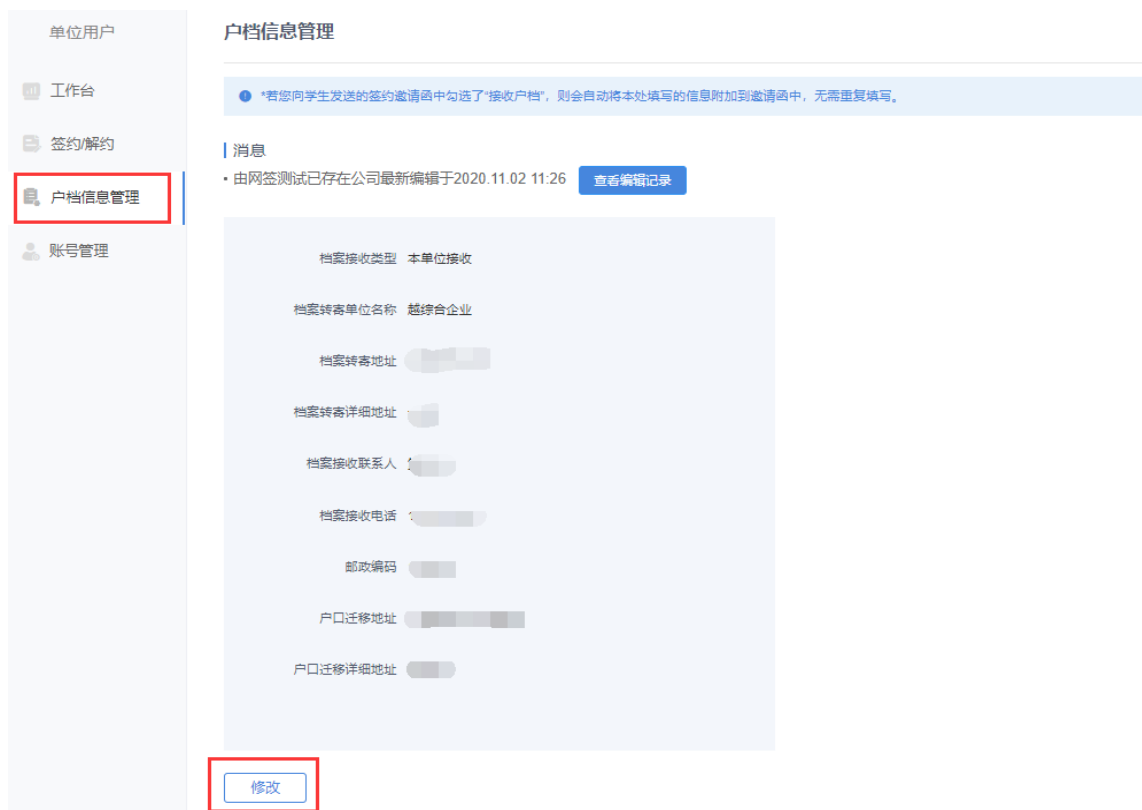 单位用户
工作台
签约/解约
户档信息管理
账号管理
户档信息管理
*若您向学生发送的签约邀请函中勾选了“接收户档”，则会自动将本处填写的信息附加到邀请函中，无需重复填写。
消息
• 由网签测试已存在公司最新编辑于2020.11.02 11:26 查看编辑记录
档案接收类型 本单位接收
档案转寄单位名称 越综合企业
档案转寄地址
档案转寄详细地址
档案接收联系人
档案接收电话
邮政编码
户口迁移地址
户口迁移详细地址
修改